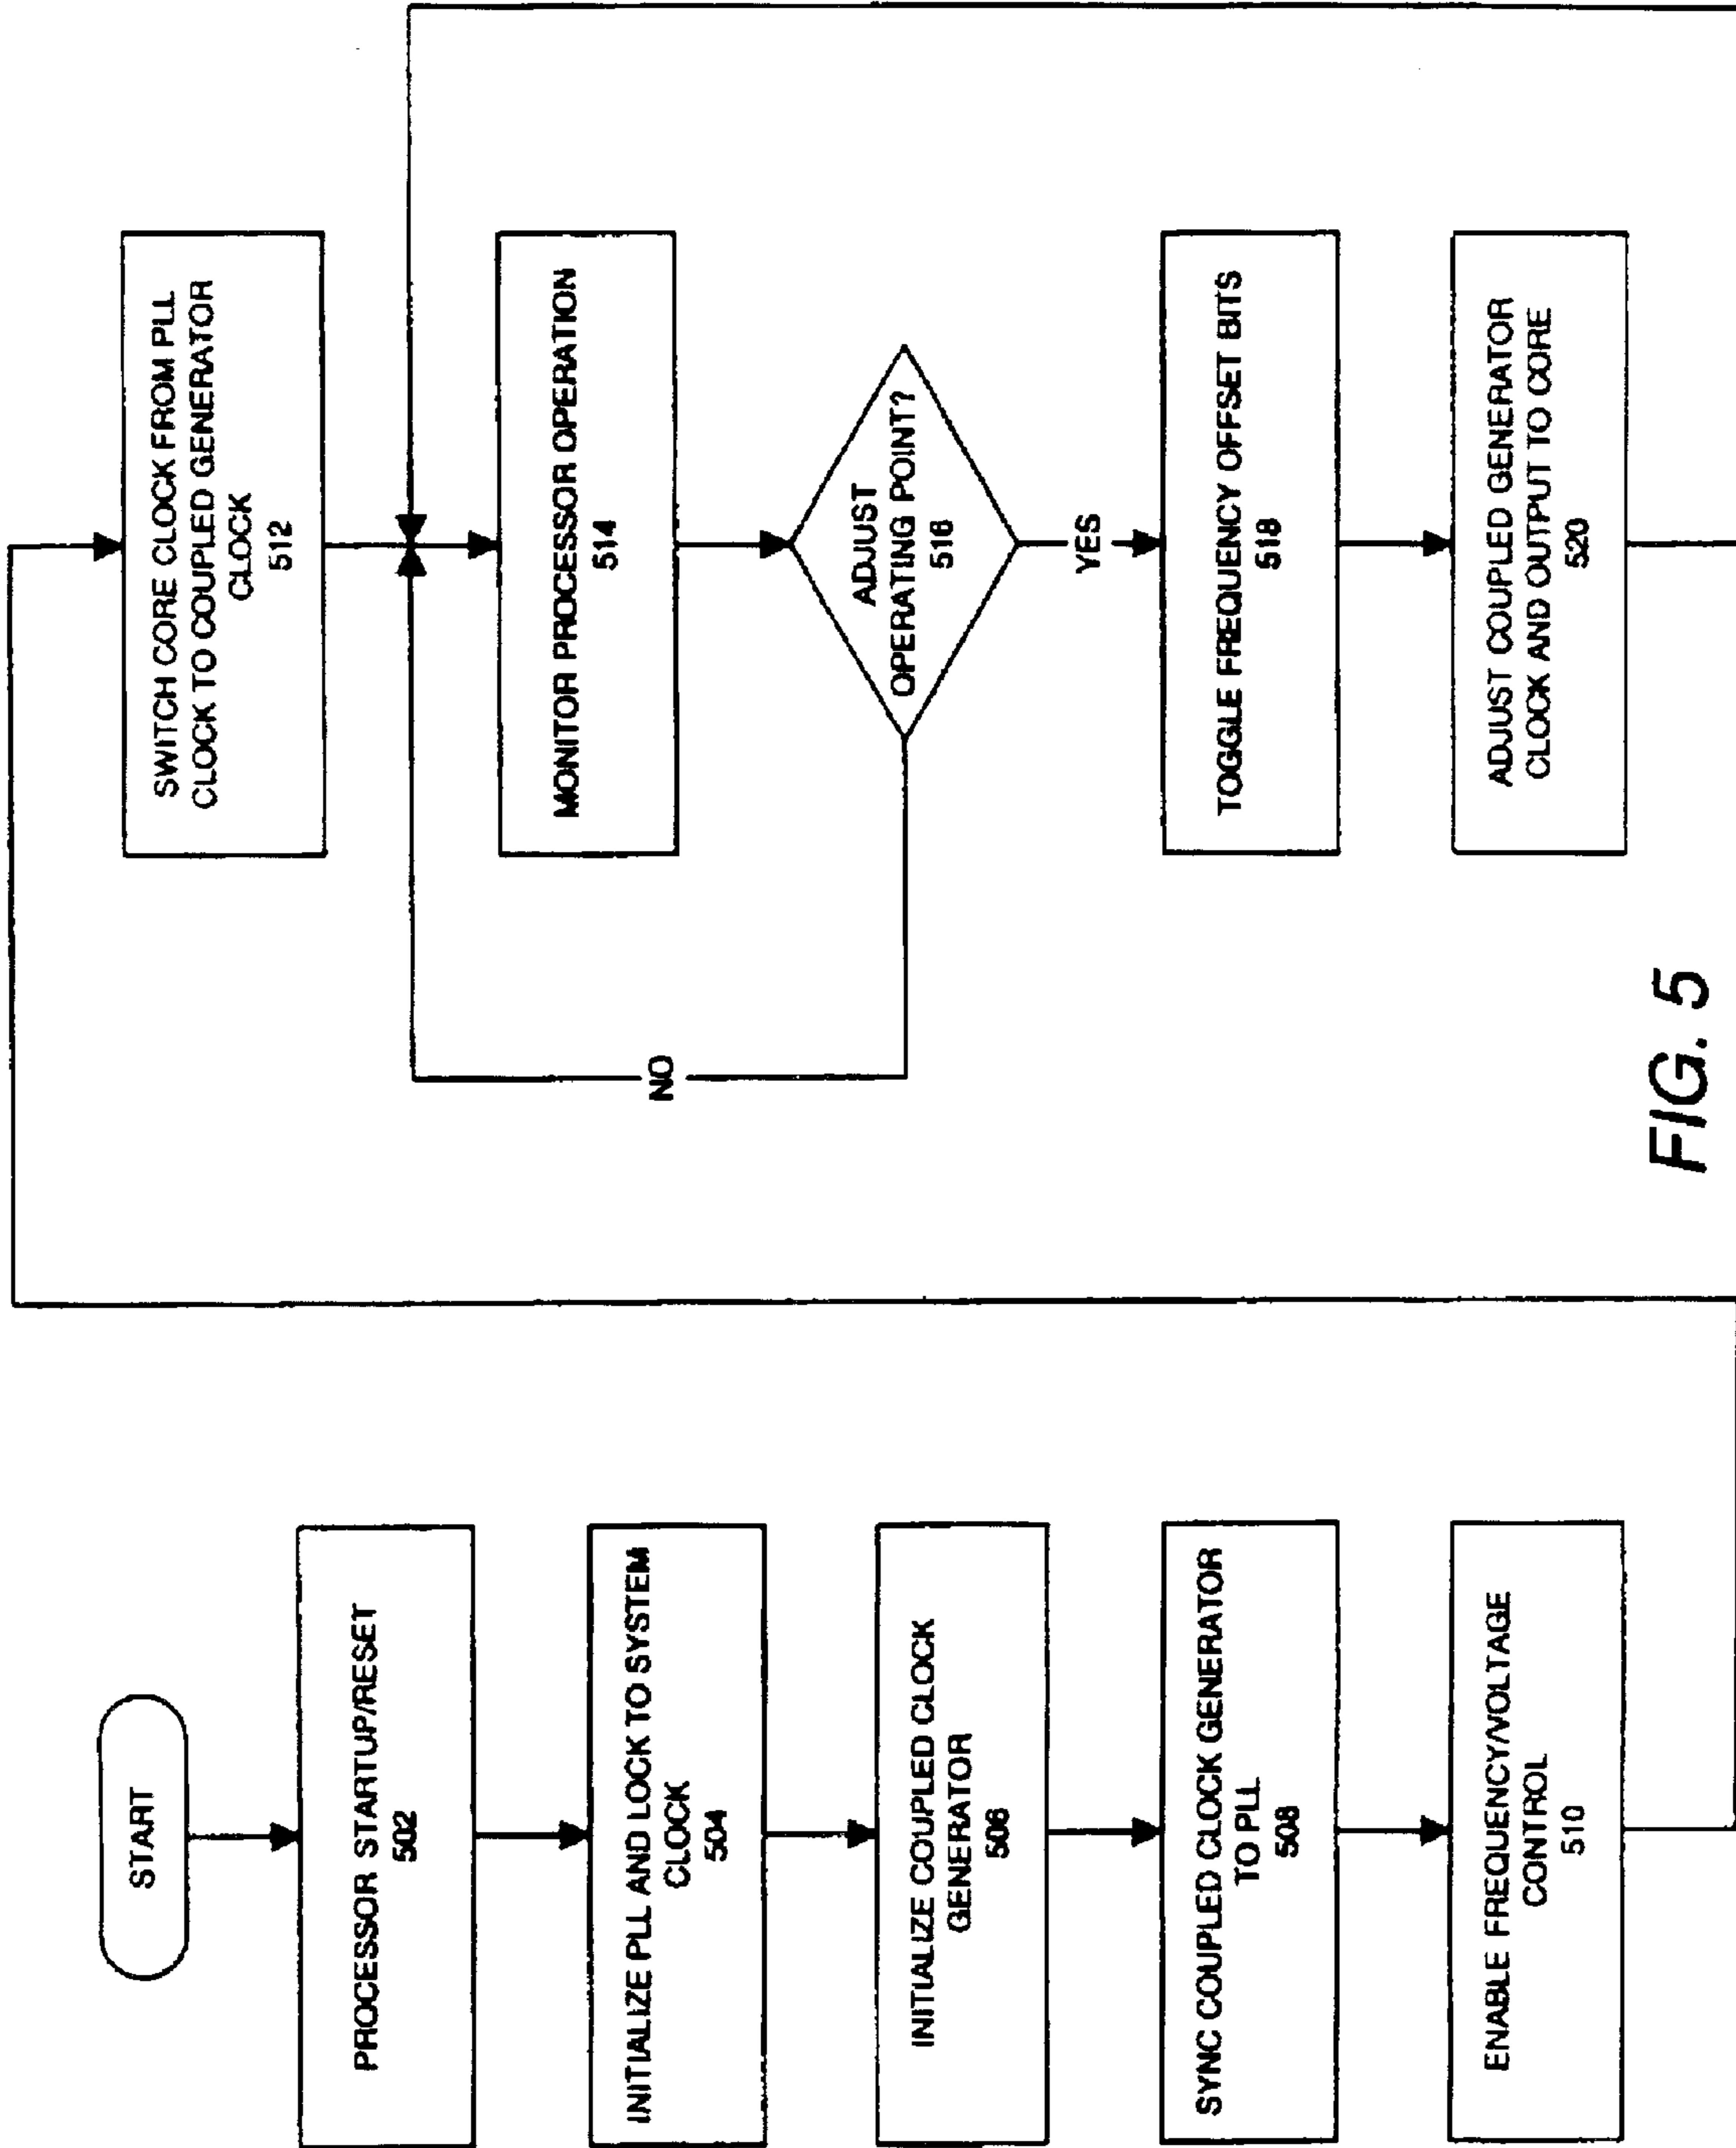 START
PROCESSOR STARTUP/RESET
502
INITIALIZE PLL AND LOCK TO SYSTEM
CLOCK
504
INITIALIZE COUPLED CLOCK
GENERATOR
506
SYNC COUPLED CLOCK GENERATOR
TO PLL
508
ENABLE FREQUENCY/VOLTAGE
CONTROL
510
SWITCH CORE CLOCK FROM PLL
CLOCK TO COUPLED GENERATOR
CLOCK
512
MONITOR PROCESSOR OPERATION
514
ADJUST
OPERATING POINT?
516
NO
YES
TOGGLE FREQUENCY OFFSET BITS
518
ADJUST COUPLED GENERATOR
CLOCK AND OUTPUT TO CORE
520
FIG. 5